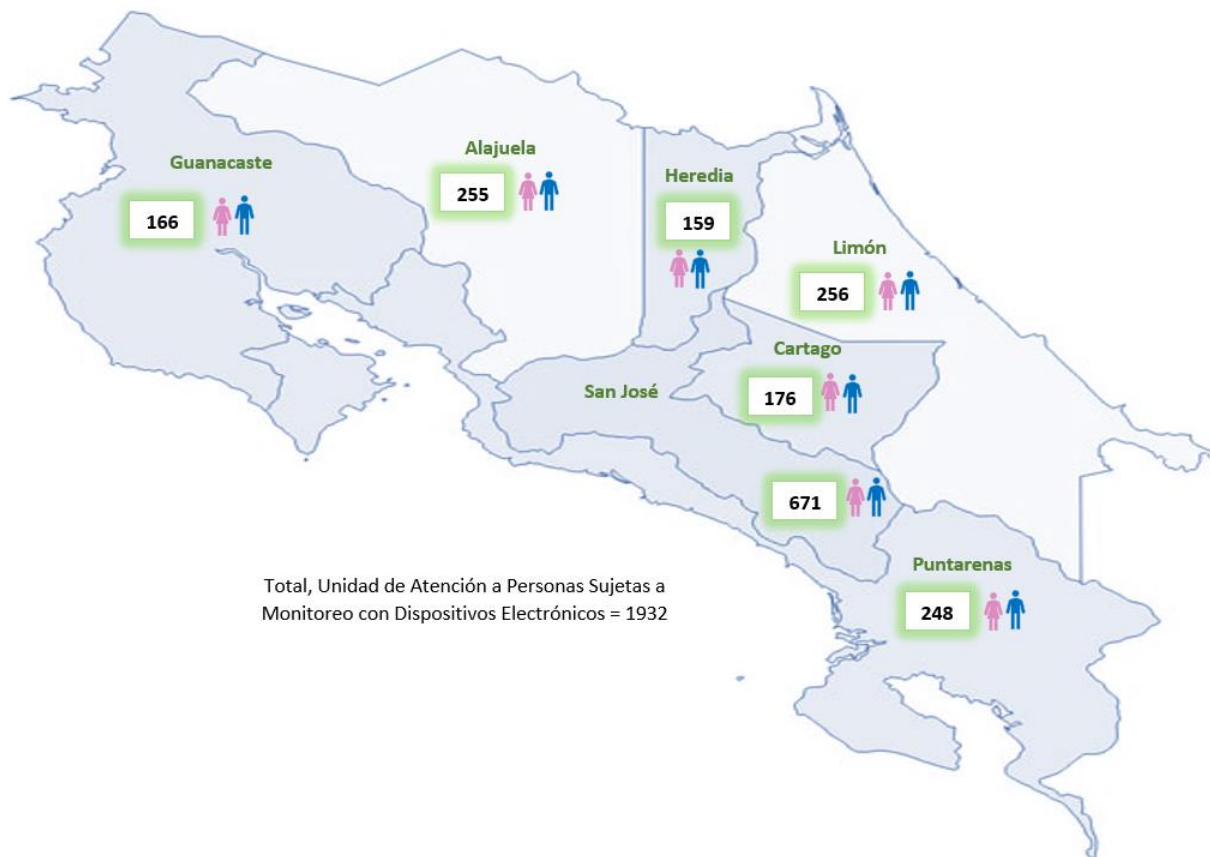 Guanacaste
166
Alajuela
255
Heredia
159
Limón
256
Cartago
176
San José
671
Puntarenas
248
Total, Unidad de Atención a Personas Sujetas a
Monitoreo con Dispositivos Electrónicos = 1932